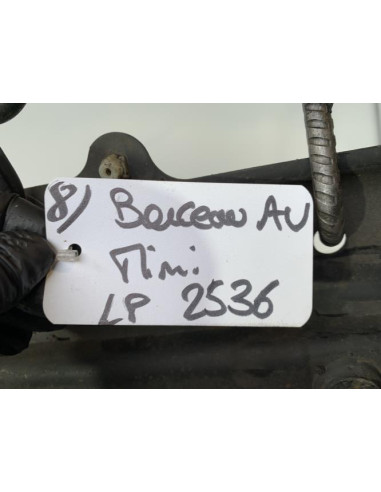 8) Berceau AV
Mini
LP 2536